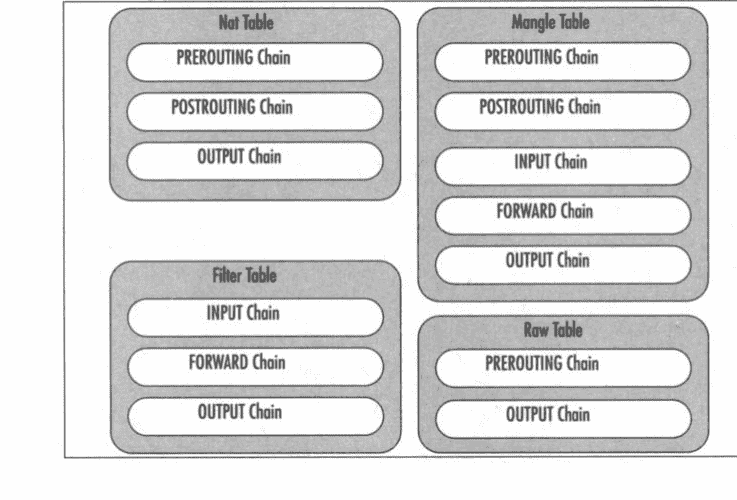 Nat Table
PREROUTING Chain
POSTROUTING Chain
OUTPUT Chain
Mangle Table
PREROUTING Chain
POSTROUTING Chain
INPUT Chain
FORWARD Chain
OUTPUT Chain
Filter Table
INPUT Chain
FORWARD Chain
OUTPUT Chain
Raw Table
PREROUTING Chain
OUTPUT Chain